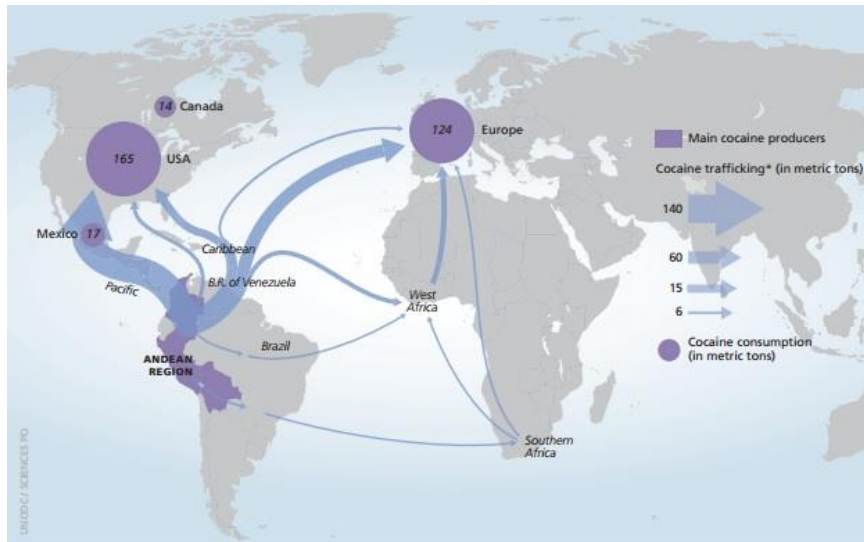 14 Canada
165
USA
124
Europe
Mexico 17
Caribbean
Pacific
B.R. of Venezuela
West
Africa
ANDEAN
REGION
Brazil
Southern
Africa
Main cocaine producers
Cocaine trafficking* (in metric tons)
140
60
15
6
Cocaine consumption
(in metric tons)
UNODC / SCIENCES PO